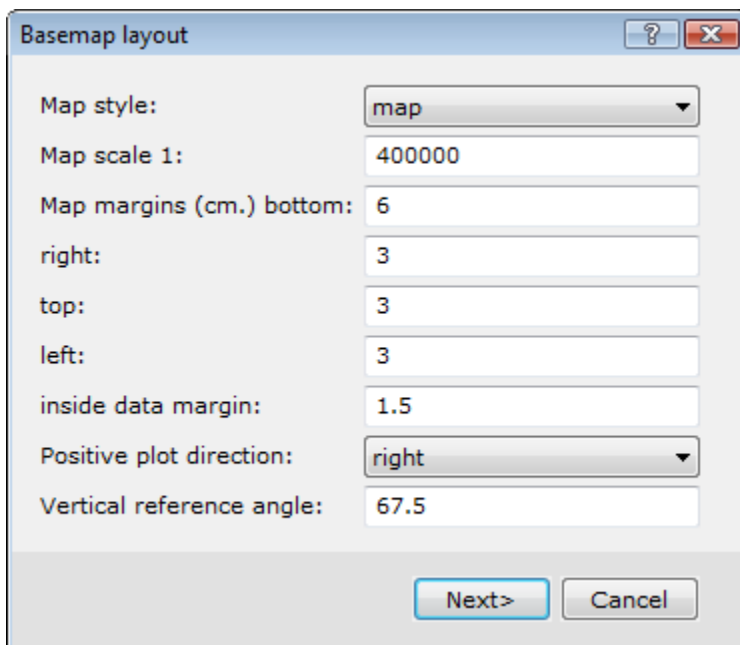 Basemap layout
Map style: map
Map scale 1: 400000
Map margins (cm.) bottom: 6
right: 3
top: 3
left: 3
inside data margin: 1.5
Positive plot direction: right
Vertical reference angle: 67.5
Next> Cancel